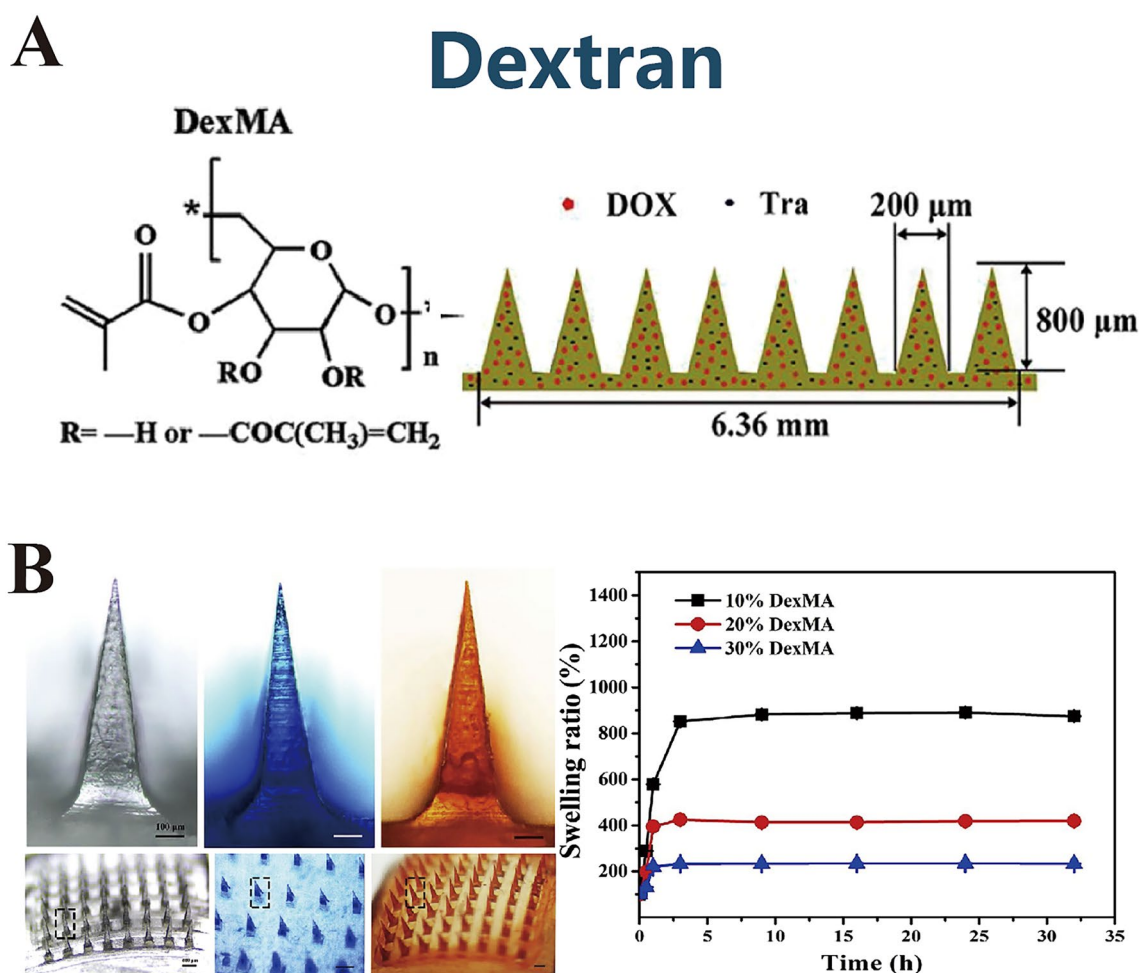 A
Dextran
DexMA
*
O
O
O
O
*
n
RO
OR
R= —H or —COC(CH₃)=CH₂
DOX
Tra
200 μm
800 μm
6.36 mm
B
100 μm
Swelling ratio (%)
1400
1200
1000
800
600
400
200
10% DexMA
20% DexMA
30% DexMA
0
5
10
15
20
25
30
35
Time (h)